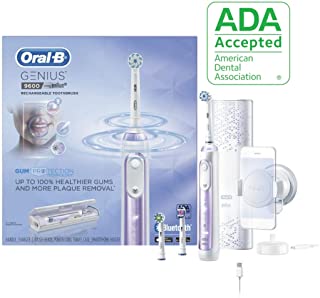 Oral-B
GENIUS
9600
RECHARGEABLE TOOTHBRUSH
GUM PROTECTION
UP TO 100% HEALTHIER GUMS
AND MORE PLAQUE REMOVAL*
Bluetooth
ADA
Accepted
American
Dental
Association®